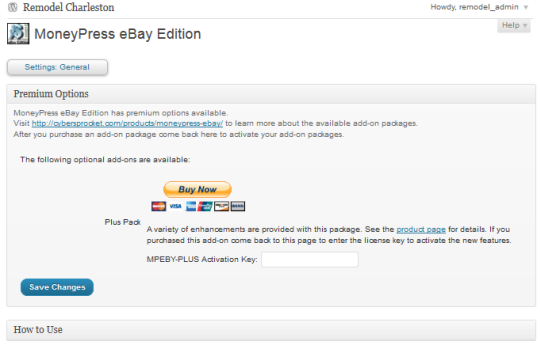 Remodel Charleston
Howdy, remodel_admin
Help
MoneyPress eBay Edition
Settings: General
Premium Options
MoneyPress eBay Edition has premium options available.
Visit http://cybersprocket.com/products/moneypress-ebay/ to learn more about the available add-on packages.
After you purchase an add-on package come back here to activate your add-on packages.
The following optional add-ons are available:
Buy Now
VISA
Plus Pack
A variety of enhancements are provided with this package. See the product page for details. If you
purchased this add-on come back to this page to enter the license key to activate the new features.
MPEBY-PLUS Activation Key:
Save Changes
How to Use